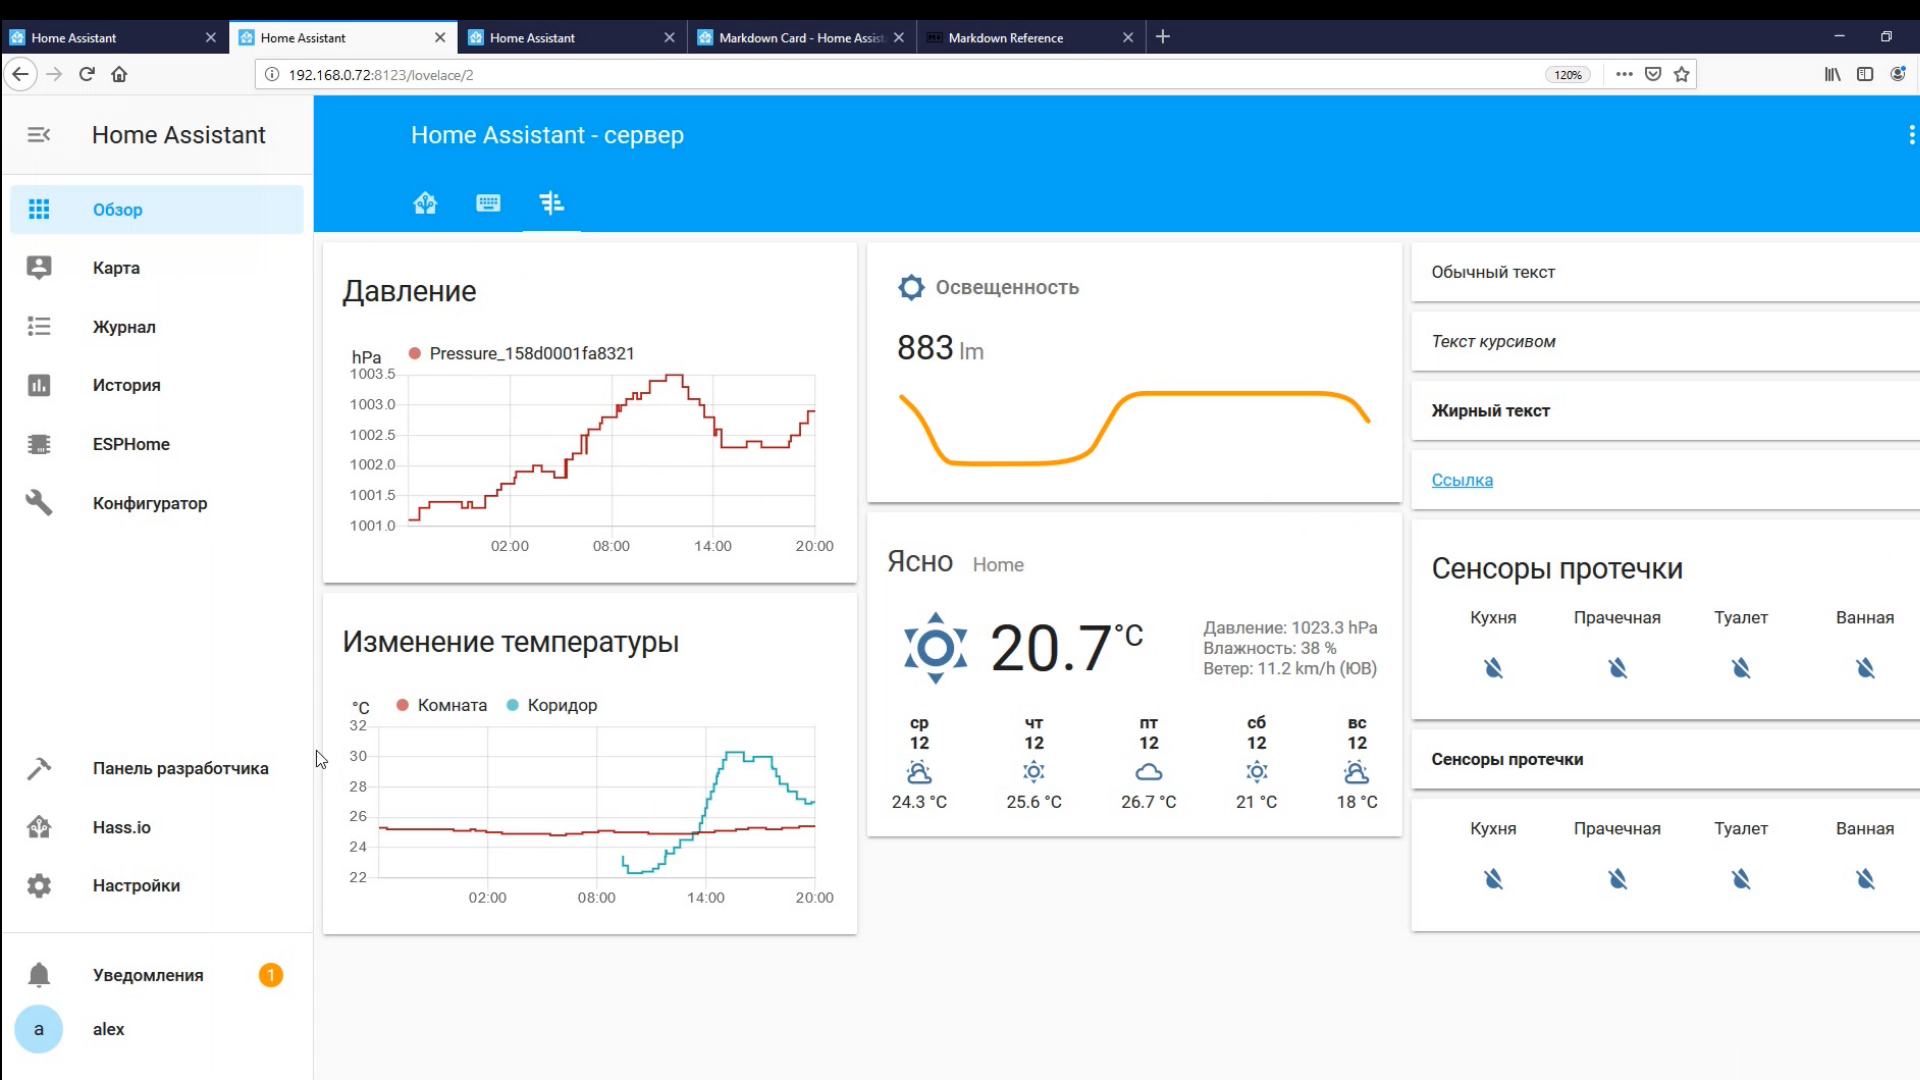 Home Assistant
Home Assistant
Home Assistant
Markdown Card - Home Assist
Markdown Reference
192.168.0.72:8123/lovelace/2
120%
Home Assistant
Обзор
Карта
Журнал
История
ESPHome
Конфигуратор
Панель разработчика
Hass.io
Настройки
Уведомления
1
a
alex
Home Assistant - сервер
Давление
hPa
Pressure_158d0001fa8321
1003.5
1003.0
1002.5
1002.0
1001.5
1001.0
02:00 08:00 14:00 20:00
Изменение температуры
°C
Комната Коридор
32
30
28
26
24
22
02:00 08:00 14:00 20:00
Освещенность
883 lm
Ясно Home
20.7 °C
Давление: 1023.3 hPa
Влажность: 38 %
Ветер: 11.2 km/h (ЮВ)
ср чт пт сб вс
12 12 12 12 12
24.3 °C 25.6 °C 26.7 °C 21 °C 18 °C
Обычный текст
Текст курсивом
Жирный текст
Ссылка
Сенсоры протечки
Кухня Прачечная Туалет Ванная
Сенсоры протечки
Кухня Прачечная Туалет Ванная